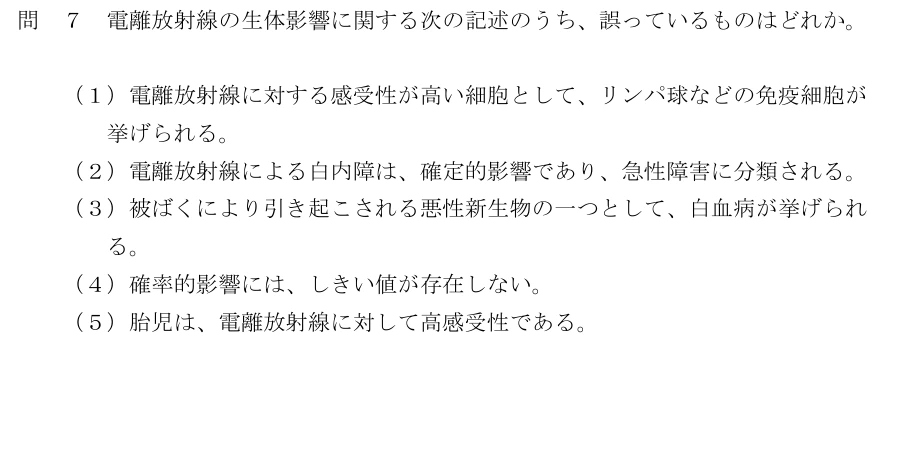 問　７　電離放射線の生体影響に関する次の記述のうち、誤っているものはどれか。
（１）電離放射線に対する感受性が高い細胞として、リンパ球などの免疫細胞が
挙げられる。
（２）電離放射線による白内障は、確定的影響であり、急性障害に分類される。
（３）被ばくにより引き起こされる悪性新生物の一つとして、白血病が挙げられ
る。
（４）確率的影響には、しきい値が存在しない。
（５）胎児は、電離放射線に対して高感受性である。